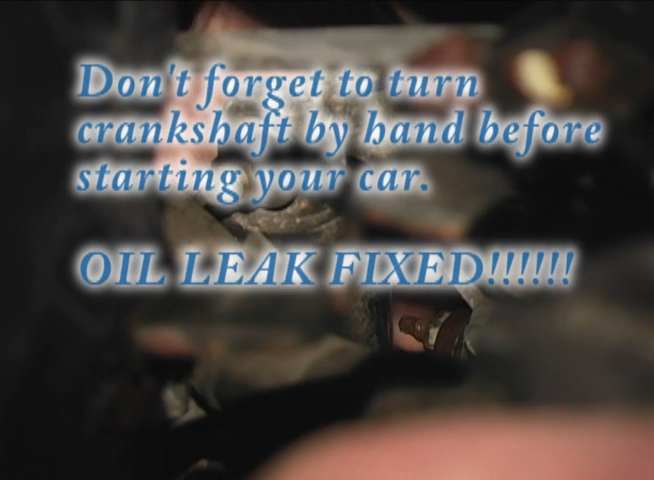 Don't forget to turn
crankshaft by hand before
starting your car.
OIL LEAK FIXED!!!!!!